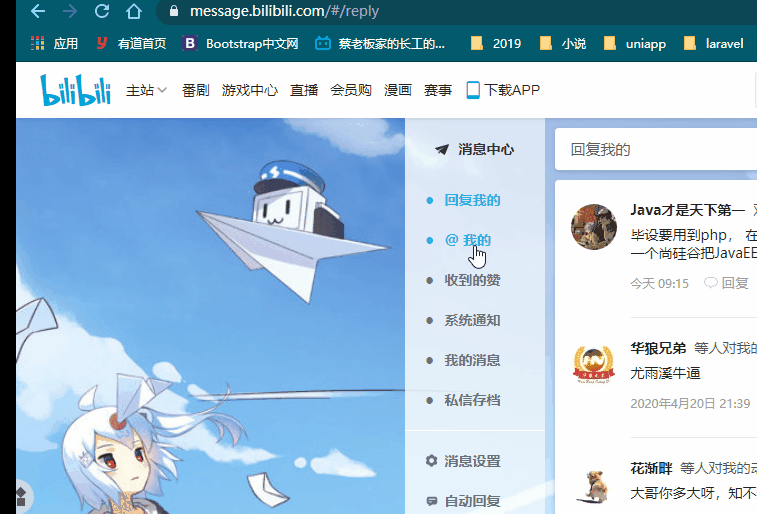 message.bilibili.com/#/reply
应用 有道首页 B Bootstrap中文网 蔡老板家的长工的... 2019 小说 uniapp laravel
bilibili 主站 番剧 游戏中心 直播 会员购 漫画 赛事 下载APP
消息中心
回复我的
@ 我的
收到的赞
系统通知
我的消息
私信存档
消息设置
自动回复
回复我的
Java才是天下第一
毕设要用到php， 在
一个尚硅谷把JavaEE
今天 09:15 回复
华狼兄弟 等人对我的
尤雨溪牛逼
2020年4月20日 21:39
花渐畔 等人对我的动
大哥你多大呀，知不